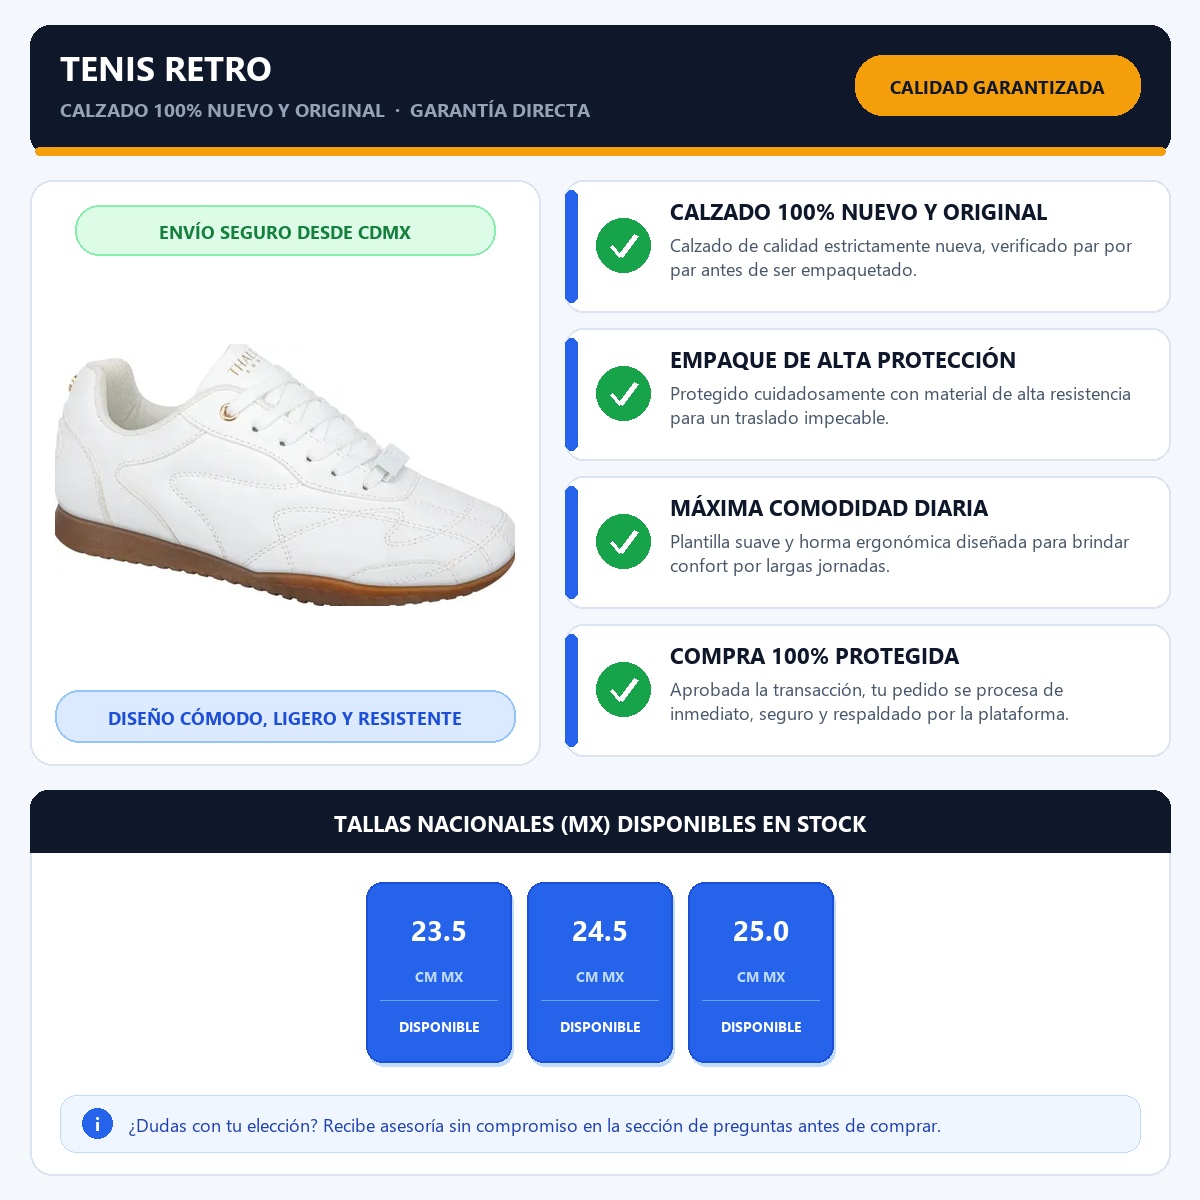 TENIS RETRO
CALZADO 100% NUEVO Y ORIGINAL · GARANTÍA DIRECTA
CALIDAD GARANTIZADA
ENVÍO SEGURO DESDE CDMX
DISEÑO CÓMODO, LIGERO Y RESISTENTE
CALZADO 100% NUEVO Y ORIGINAL
Calzado de calidad estrictamente nueva, verificado par por
par antes de ser empaquetado.
EMPAQUE DE ALTA PROTECCIÓN
Protegido cuidadosamente con material de alta resistencia
para un traslado impecable.
MÁXIMA COMODIDAD DIARIA
Plantilla suave y horma ergonómica diseñada para brindar
confort por largas jornadas.
COMPRA 100% PROTEGIDA
Aprobada la transacción, tu pedido se procesa de
inmediato, seguro y respaldado por la plataforma.
TALLAS NACIONALES (MX) DISPONIBLES EN STOCK
23.5
CM MX
DISPONIBLE
24.5
CM MX
DISPONIBLE
25.0
CM MX
DISPONIBLE
¿Dudas con tu elección? Recibe asesoría sin compromiso en la sección de preguntas antes de comprar.